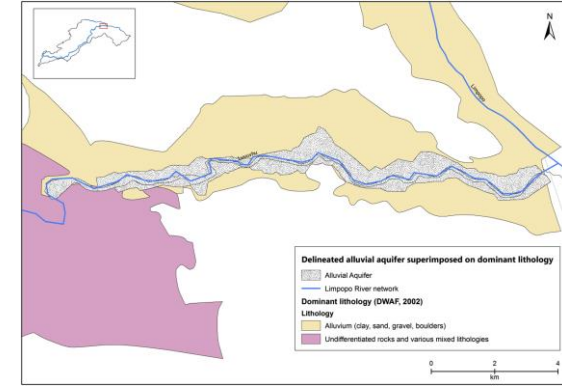 N
Limpopo
Delineated alluvial aquifer superimposed on dominant lithology
Alluvial Aquifer
Limpopo River network
Dominant lithology (DWAF, 2002)
Lithology
Alluvium (clay, sand, gravel, boulders)
Undifferentiated rocks and various mixed lithologies
0 2 4
km